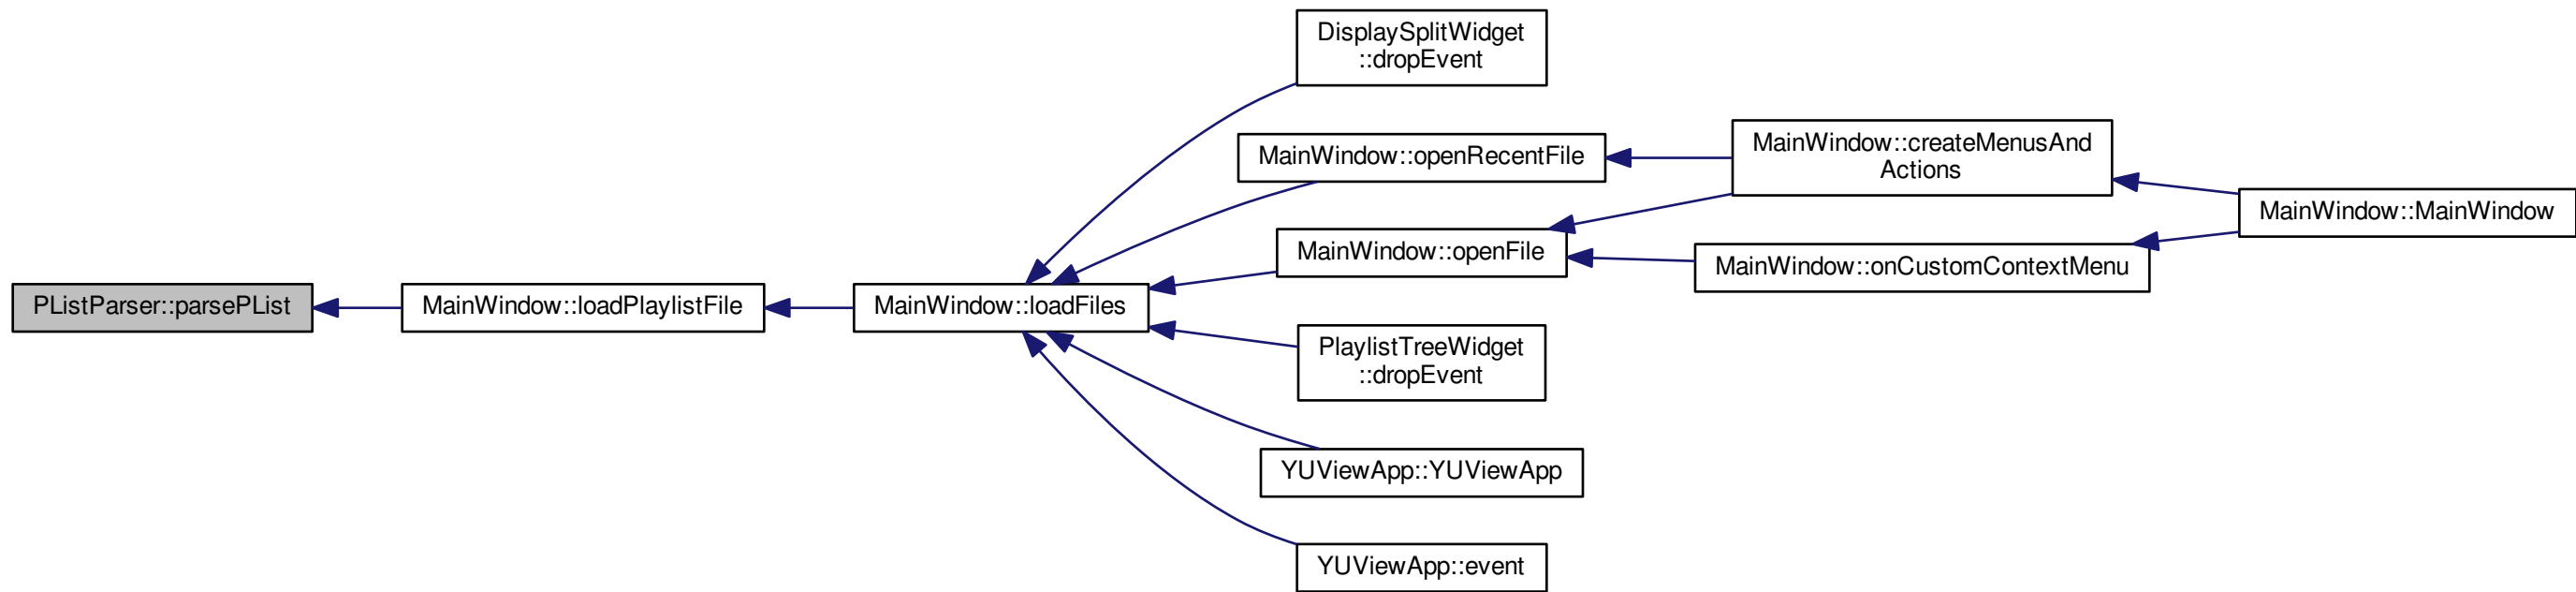 PListParser::parsePList
MainWindow::loadPlaylistFile
MainWindow::loadFiles
DisplaySplitWidget
::dropEvent
MainWindow::openRecentFile
MainWindow::openFile
PlaylistTreeWidget
::dropEvent
YUViewApp::YUViewApp
YUViewApp::event
MainWindow::createMenusAnd
Actions
MainWindow::onCustomContextMenu
MainWindow::MainWindow